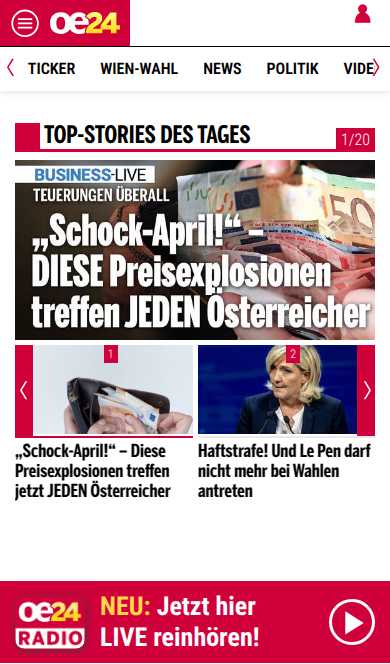 oe24
TICKER WIEN-WAHL NEWS POLITIK VIDE
TOP-STORIES DES TAGES
1/20
BUSINESS-LIVE
TEUERUNGEN ÜBERALL
„Schock-April!“ –
DIESE Preisexplosionen
treffen JEDEN Österreicher
1
2
„Schock-April!“ – Diese
Preisexplosionen treffen
jetzt JEDEN Österreicher
Haftstrafe! Und Le Pen darf
nicht mehr bei Wahlen
antreten
oe24
RADIO
NEU: Jetzt hier
LIVE reinhören!